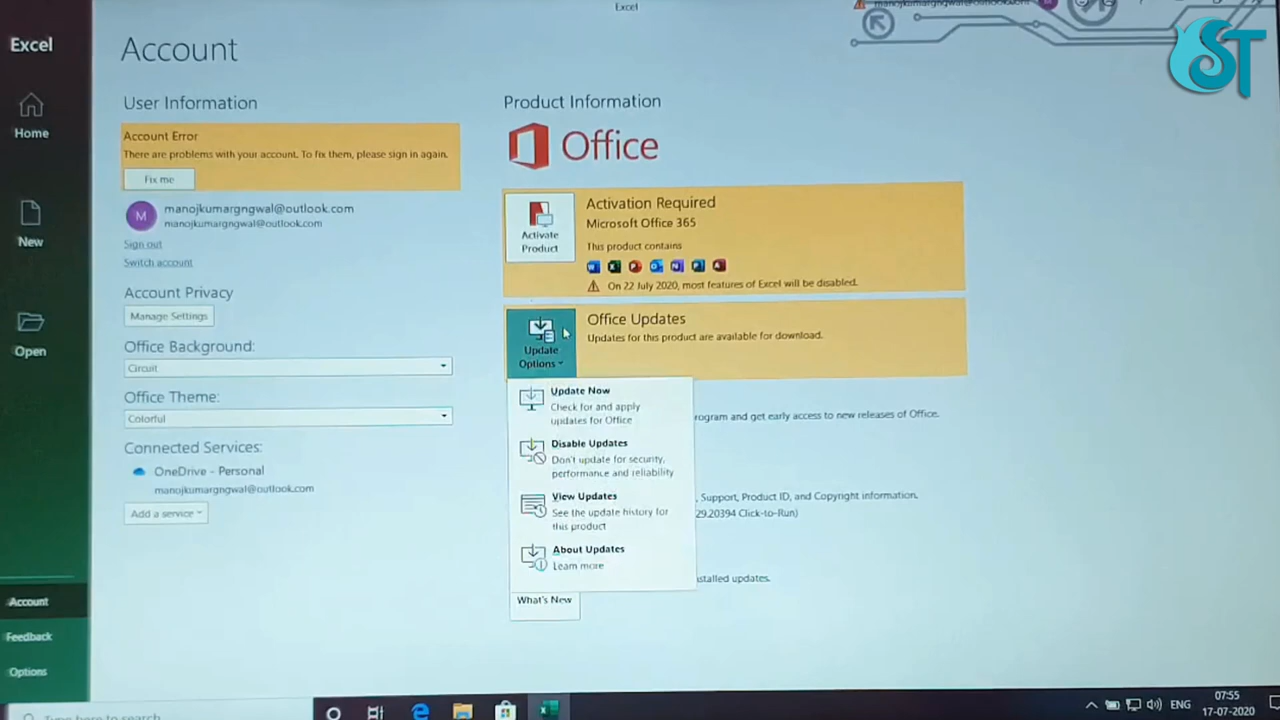 Excel
manojkumargngwal@outlook.com
ST
Excel
Home
New
Open
Account
Feedback
Options
Account
User Information
Account Error
There are problems with your account. To fix them, please sign in again.
Fix me
M
manojkumargngwal@outlook.com
manojkumargngwal@outlook.com
Sign out
Switch account
Account Privacy
Manage Settings
Office Background:
Circuit
Office Theme:
Colorful
Connected Services:
OneDrive - Personal
manojkumargngwal@outlook.com
Add a service
Product Information
Office
Activate
Product
Activation Required
Microsoft Office 365
This product contains
On 22 July 2020, most features of Excel will be disabled.
Update
Options
Office Updates
Updates for this product are available for download.
Update Now
Check for and apply
updates for Office
Disable Updates
Don't update for security,
performance and reliability
View Updates
See the update history for
this product
About Updates
Learn more
rogram and get early access to new releases of Office.
, Support, Product ID, and Copyright information.
29.20394 Click-to-Run)
stalled updates.
What's New
Type here to search
ENG
07:55
17-07-2020